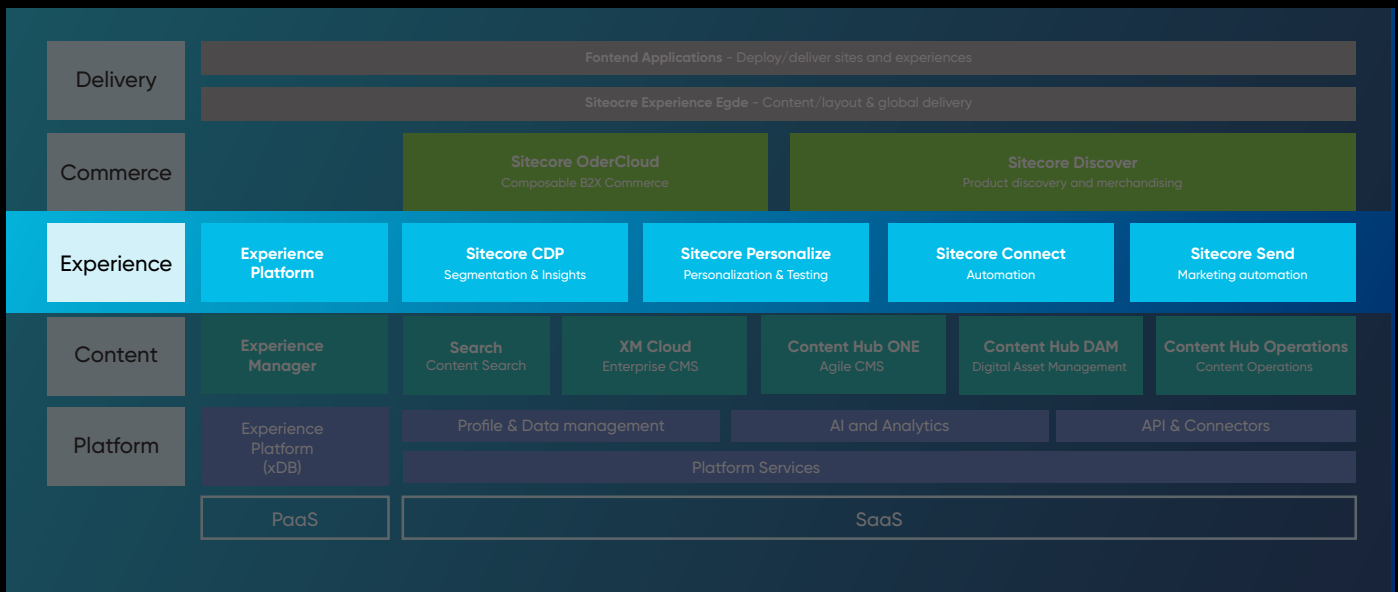 Delivery
Fontend Applications - Deploy/deliver sites and experiences
Siteocre Experience Egde - Content/layout & global delivery
Commerce
Sitecore OderCloud
Composable B2X Commerce
Sitecore Discover
Product discovery and merchandising
Experience
Experience
Platform
Sitecore CDP
Segmentation & Insights
Sitecore Personalize
Personalization & Testing
Sitecore Connect
Automation
Sitecore Send
Marketing automation
Content
Experience
Manager
Search
Content Search
XM Cloud
Enterprise CMS
Content Hub ONE
Agile CMS
Content Hub DAM
Digital Asset Management
Content Hub Operations
Content Operations
Platform
Experience
Platform
(xDB)
Profile & Data management
AI and Analytics
API & Connectors
Platform Services
PaaS
SaaS